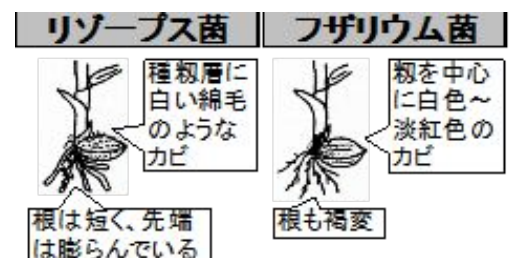 リゾープス菌
フザリウム菌
種籾層に
白い綿毛
のような
カビ
籾を中心
に白色～
淡紅色の
カビ
根は短く、先端
は膨らんでいる
根も褐変